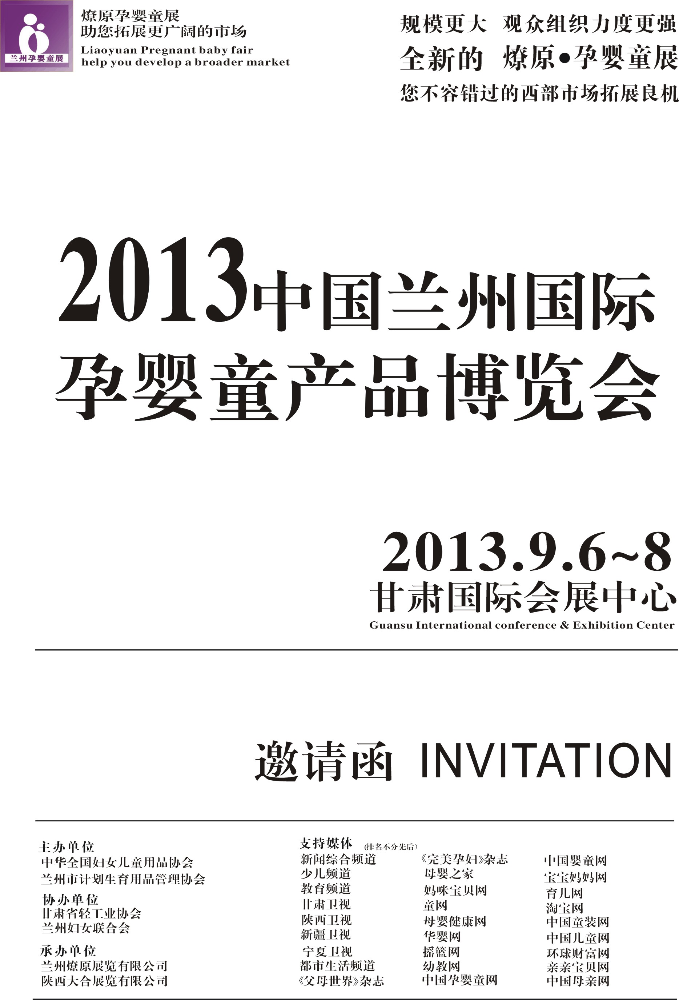 兰州孕婴童展
燎原孕婴童展
助您拓展更广阔的市场
Liaoyuan Pregnant baby fair
help you develop a broader market
规模更大 观众组织力度更强
全新的 燎原•孕婴童展
您不容错过的西部市场拓展良机
2013中国兰州国际
孕婴童产品博览会
2013.9.6~8
甘肃国际会展中心
Guansu International conference & Exhibition Center
邀请函 INVITATION
主办单位
中华全国妇女儿童用品协会
兰州市计划生育用品管理协会
协办单位
甘肃省轻工业协会
兰州妇女联合会
承办单位
兰州燎原展览有限公司
陕西大合展览有限公司
支持媒体 (排名不分先后)
新闻综合频道
少儿频道
教育频道
甘肃卫视
陕西卫视
新疆卫视
宁夏卫视
都市生活频道
《父母世界》杂志
《完美孕妇》杂志
母婴之家
妈咪宝贝网
童网
母婴健康网
华婴网
摇篮网
幼教网
中国孕婴童网
中国婴童网
宝宝妈妈网
育儿网
淘宝网
中国童装网
中国儿童网
环球财富网
亲亲宝贝网
中国母亲网